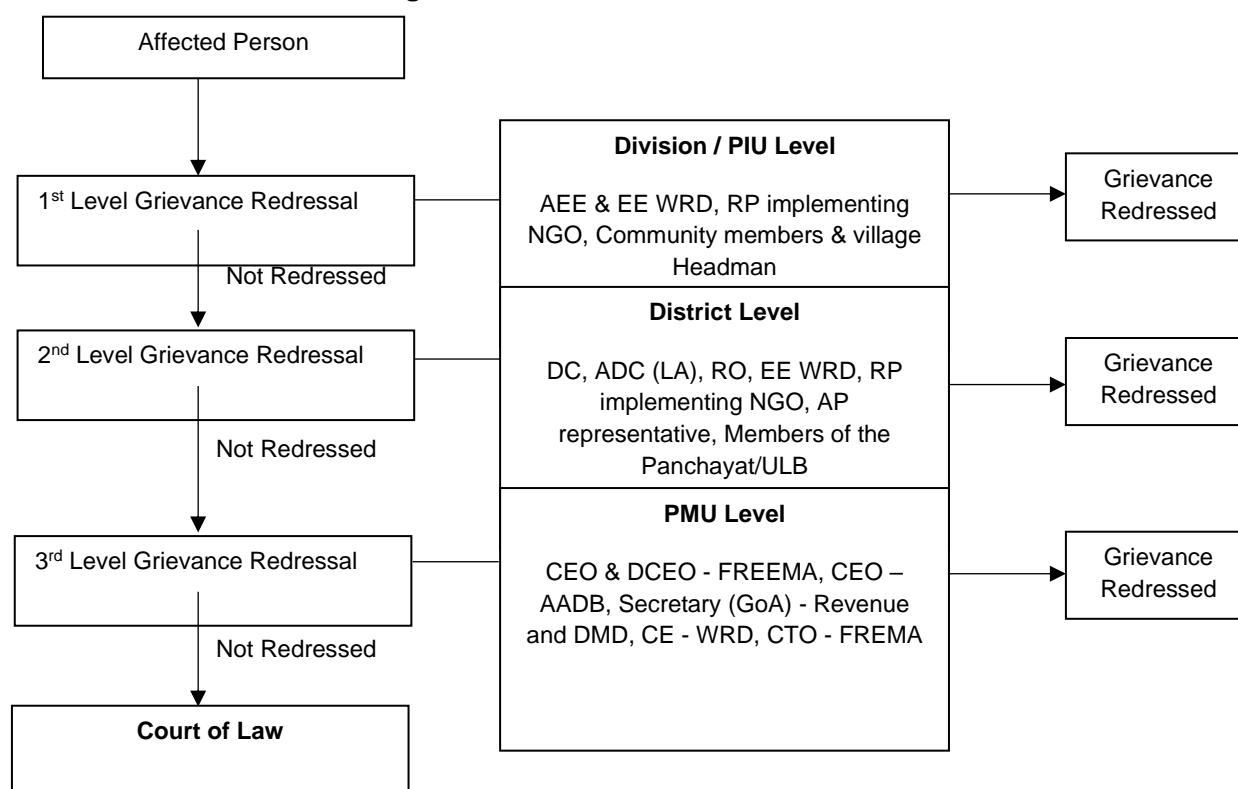 Affected Person
1st Level Grievance Redressal
Division / PIU Level
AEE & EE WRD, RP implementing
NGO, Community members & village
Headman
Grievance
Redressed
Not Redressed
2nd Level Grievance Redressal
District Level
DC, ADC (LA), RO, EE WRD, RP
implementing NGO, AP
representative, Members of the
Panchayat/ULB
Grievance
Redressed
Not Redressed
3rd Level Grievance Redressal
PMU Level
CEO & DCEO - FREEMA, CEO –
AADB, Secretary (GoA) - Revenue
and DMD, CE - WRD, CTO - FREMA
Grievance
Redressed
Not Redressed
Court of Law